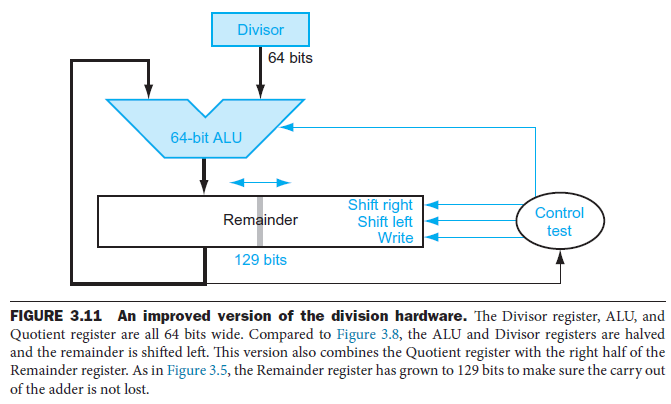 Divisor
64 bits
64-bit ALU
Remainder
Shift right
Shift left
Write
Control
test
129 bits
FIGURE 3.11 An improved version of the division hardware. The Divisor register, ALU, and
Quotient register are all 64 bits wide. Compared to Figure 3.8, the ALU and Divisor registers are halved
and the remainder is shifted left. This version also combines the Quotient register with the right half of the
Remainder register. As in Figure 3.5, the Remainder register has grown to 129 bits to make sure the carry out
of the adder is not lost.